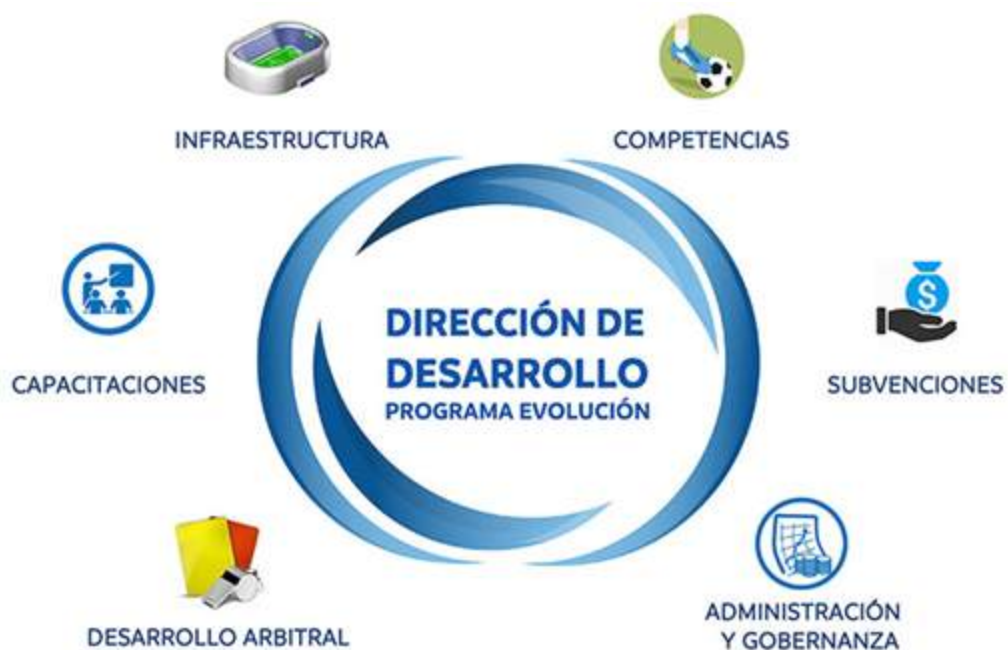 INFRAESTRUCTURA
COMPETENCIAS
CAPACITACIONES
DIRECCIÓN DE
DESARROLLO
PROGRAMA EVOLUCIÓN
$
SUBVENCIONES
DESARROLLO ARBITRAL
ADMINISTRACIÓN
Y GOBERNANZA